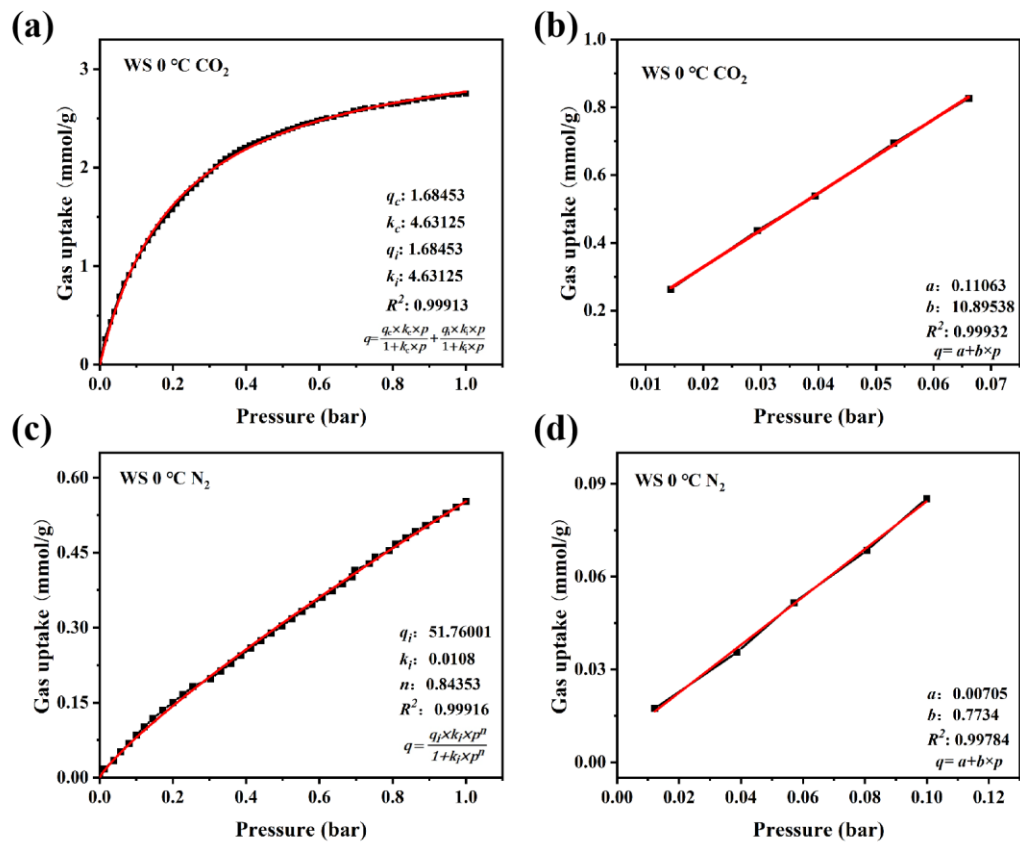 (a)
WS 0 °C CO₂
Gas uptake (mmol/g)
3
2
1
0
q_c: 1.68453
k_c: 4.63125
q_i: 1.68453
k_i: 4.63125
R²: 0.99913
q=q_c×k_c×p/1+k_c×p+q_i×k_i×p/1+k_i×p
0.0 0.2 0.4 0.6 0.8 1.0
Pressure (bar)
(b)
WS 0 °C CO₂
Gas uptake (mmol/g)
1.0
0.8
0.6
0.4
0.2
a: 0.11063
b: 10.89538
R²: 0.99932
q= a+b×p
0.01 0.02 0.03 0.04 0.05 0.06 0.07
Pressure (bar)
(c)
WS 0 °C N₂
Gas uptake (mmol/g)
0.60
0.45
0.30
0.15
0.00
q_i: 51.76001
k_i: 0.0108
n: 0.84353
R²: 0.99916
q=q_i×k_i×pⁿ/1+k_i×pⁿ
0.0 0.2 0.4 0.6 0.8 1.0
Pressure (bar)
(d)
WS 0 °C N₂
Gas uptake (mmol/g)
0.09
0.06
0.03
0.00
a: 0.00705
b: 0.7734
R²: 0.99784
q= a+b×p
0.00 0.02 0.04 0.06 0.08 0.10 0.12
Pressure (bar)